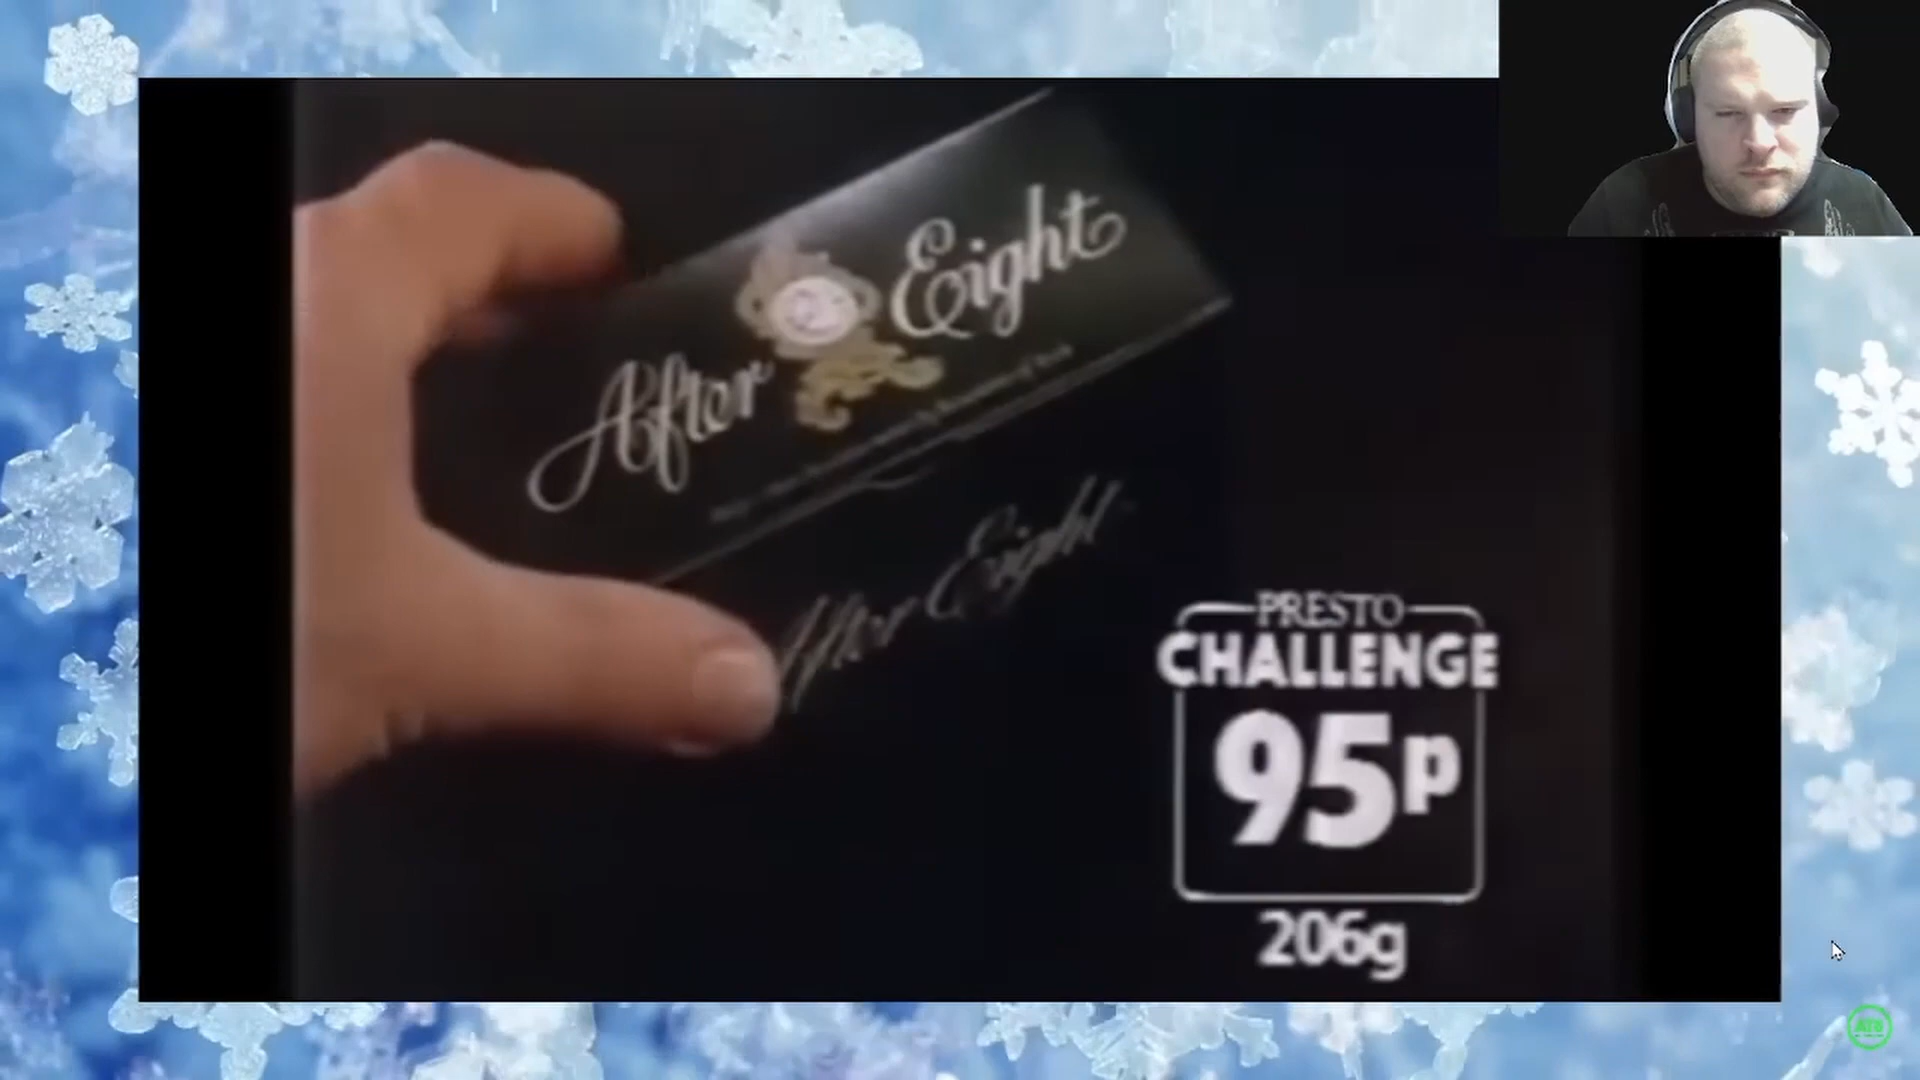 After Eight
After Eight
PRESTO
CHALLENGE
95p
206g